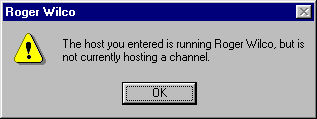 Roger Wilco
The host you entered is running Roger Wilco, but is
not currently hosting a channel.
OK